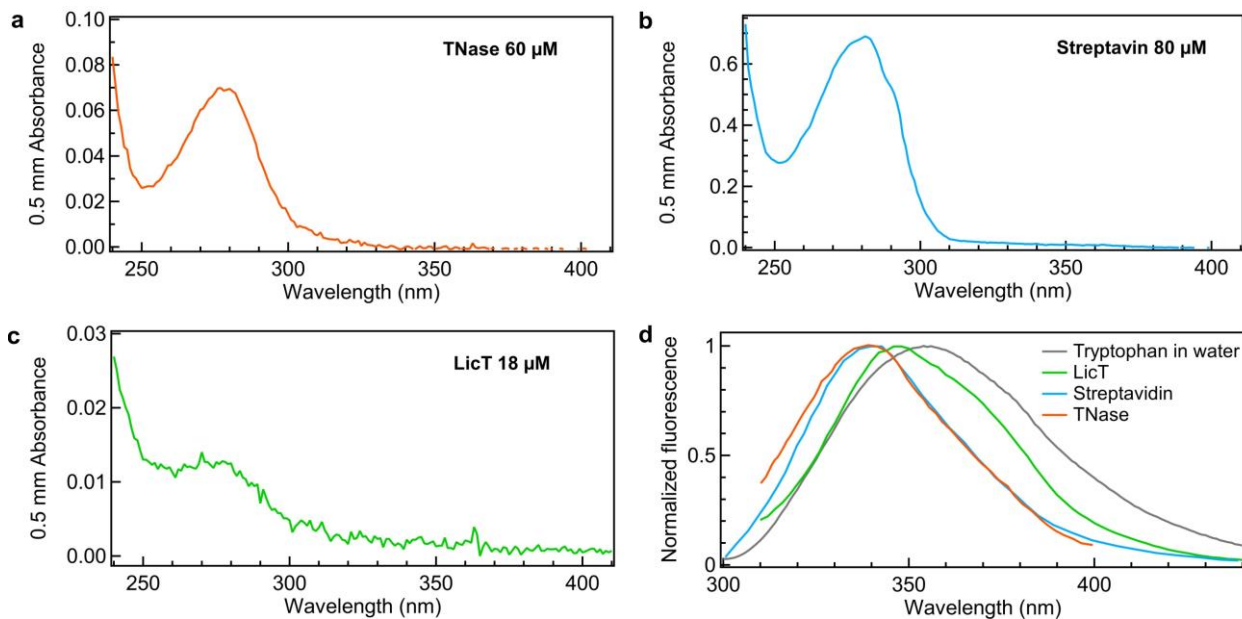 a
TNase 60 µM
0.5 mm Absorbance
0.10
0.08
0.06
0.04
0.02
0.00
250
300
350
400
Wavelength (nm)
b
Streptavin 80 µM
0.5 mm Absorbance
0.6
0.4
0.2
0.0
250
300
350
400
Wavelength (nm)
c
LicT 18 µM
0.5 mm Absorbance
0.03
0.02
0.01
0.00
250
300
350
400
Wavelength (nm)
d
Tryptophan in water
LicT
Streptavidin
TNase
Normalized fluorescence
1
0.5
0
300
350
400
Wavelength (nm)